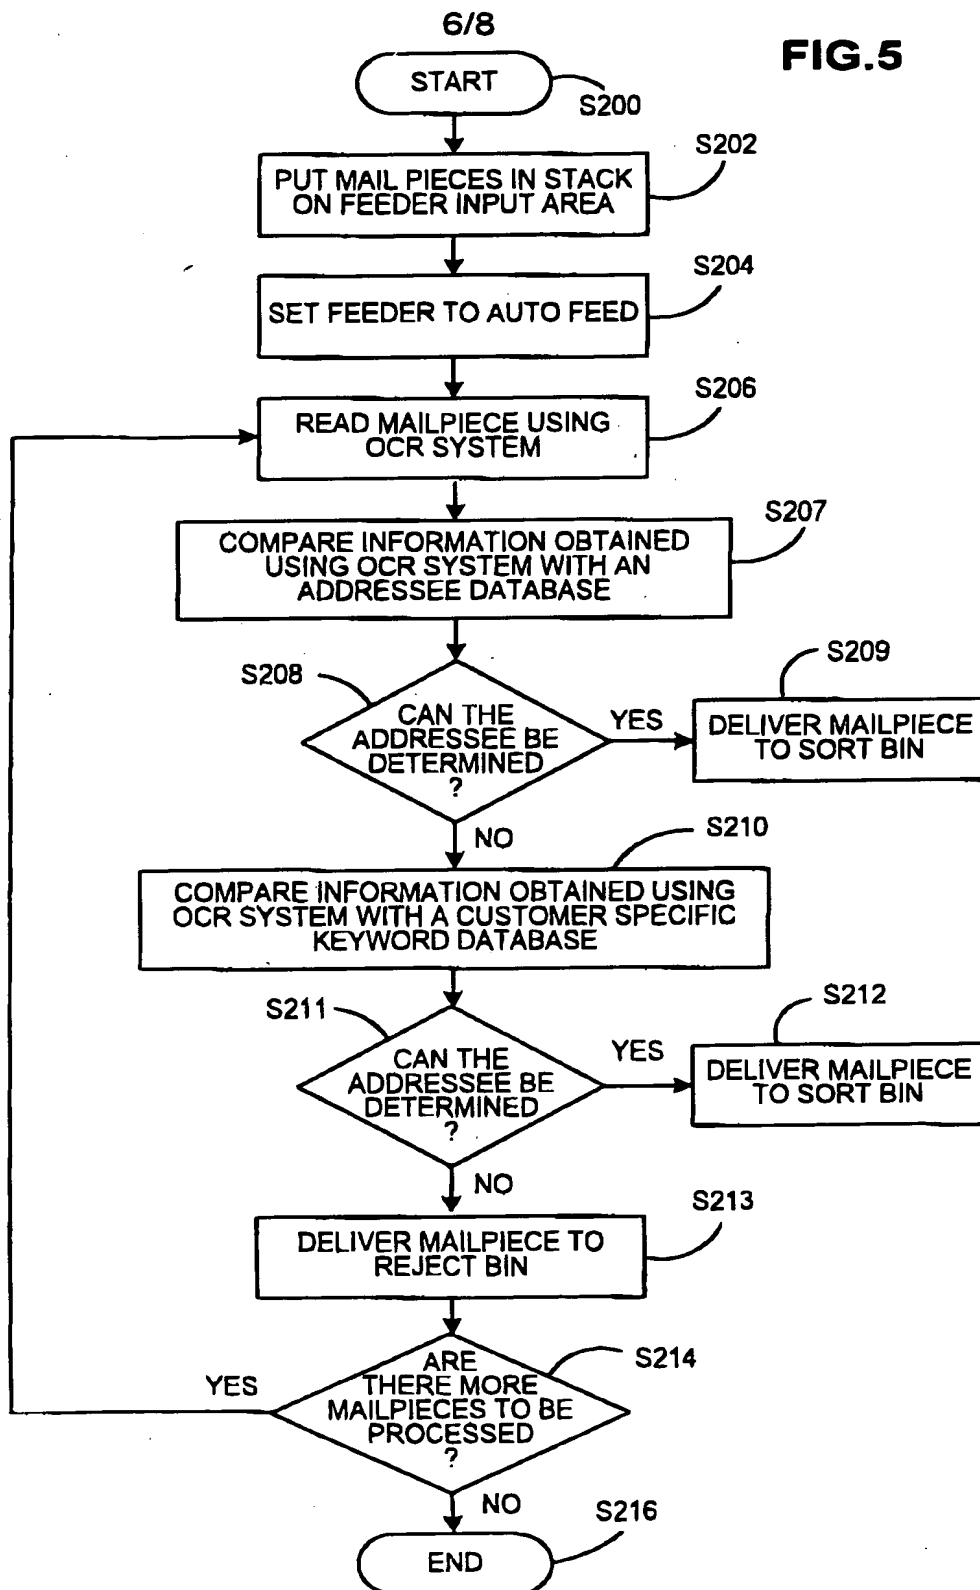 6/8
FIG.5
START
S200
S202
PUT MAIL PIECES IN STACK
ON FEEDER INPUT AREA
S204
SET FEEDER TO AUTO FEED
S206
READ MAILPIECE USING
OCR SYSTEM
S207
COMPARE INFORMATION OBTAINED
USING OCR SYSTEM WITH AN
ADDRESSEE DATABASE
S208
CAN THE
ADDRESSEE BE
DETERMINED
?
YES
S209
DELIVER MAILPIECE
TO SORT BIN
NO
S210
COMPARE INFORMATION OBTAINED USING
OCR SYSTEM WITH A CUSTOMER SPECIFIC
KEYWORD DATABASE
S211
CAN THE
ADDRESSEE BE
DETERMINED
?
YES
S212
DELIVER MAILPIECE
TO SORT BIN
NO
S213
DELIVER MAILPIECE TO
REJECT BIN
S214
ARE
THERE MORE
MAILPIECES TO BE
PROCESSED
?
YES
NO
S216
END